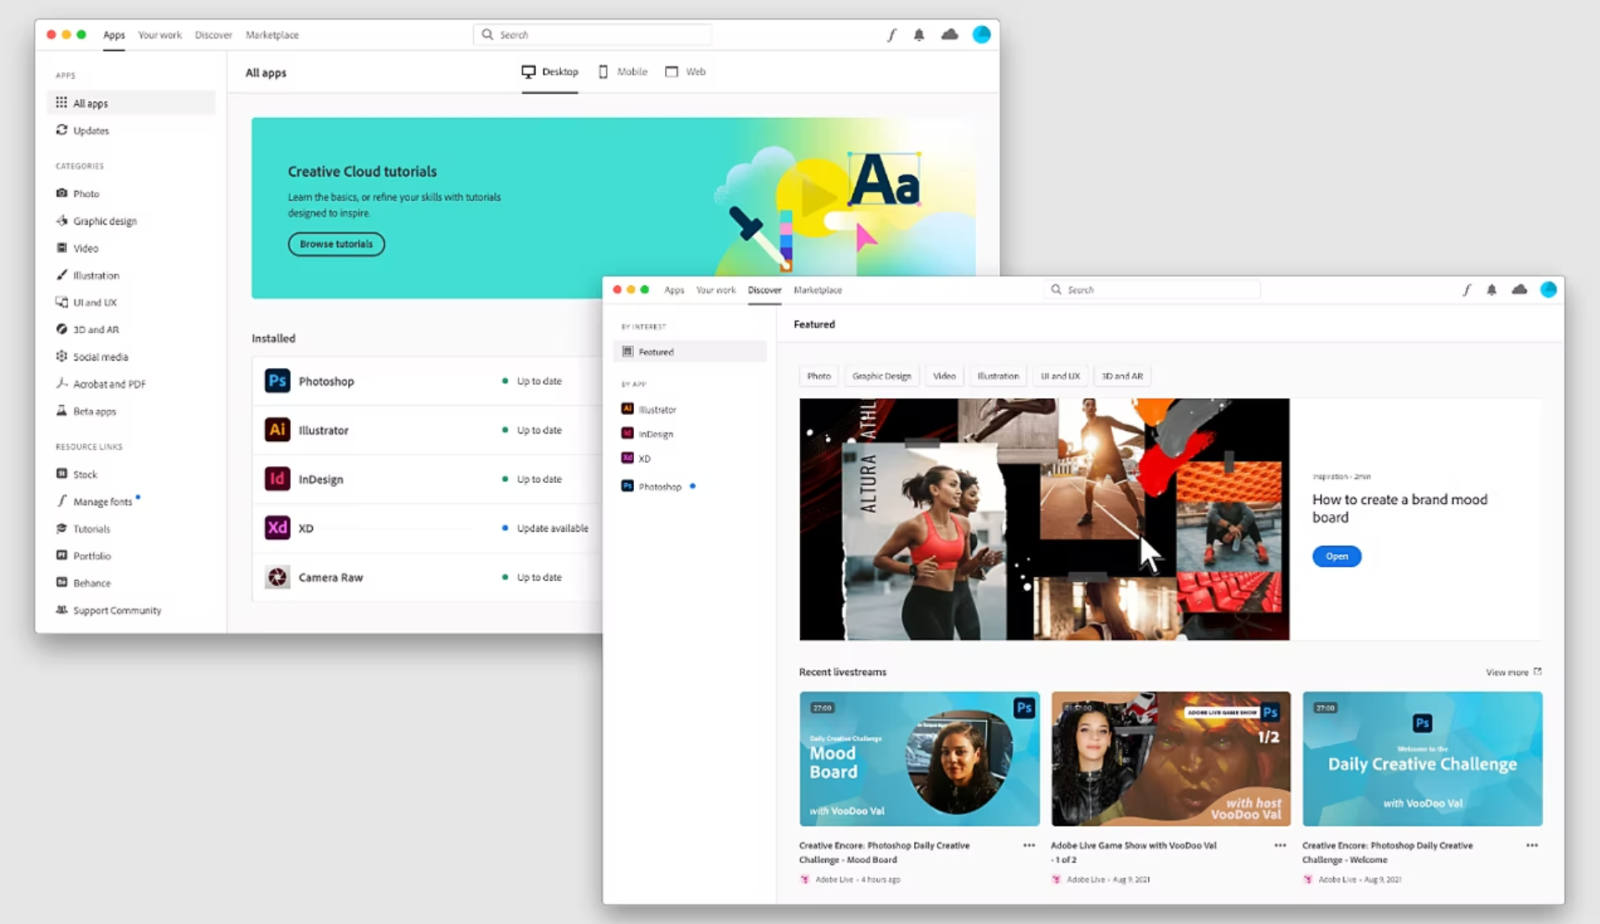 Apps Your work Discover Marketplace
Search
APPS
All apps
Updates
CATEGORIES
Photo
Graphic design
Video
Illustration
UI and UX
3D and AR
Social media
Acrobat and PDF
Beta apps
RESOURCE LINKS
Stock
Manage fonts
Tutorials
Portfolio
Behance
Support Community
All apps
Desktop Mobile Web
Creative Cloud tutorials
Learn the basics, or refine your skills with tutorials
designed to inspire.
Browse tutorials
Aa
Installed
Ps Photoshop Up to date
Ai Illustrator Up to date
Id InDesign Up to date
Xd XD Update available
Camera Raw Up to date
Apps Your work Discover Marketplace
Search
BY INTEREST
Featured
BY APP
Ai Illustrator
Id InDesign
Xd XD
Ps Photoshop
Featured
Photo Graphic Design Video Illustration UI and UX 3D and AR
ALTURA ATHL
Inspiration • 2min
How to create a brand mood
board
Open
Recent livestreams
View more
27:00
Ps
Daily Creative Challenge
Mood
Board
with VooDoo Val
Creative Encore: Photoshop Daily Creative
Challenge - Mood Board
Adobe Live • 4 hours ago
ADOBE LIVE GAME SHOW Ps
1/2
with host
VooDoo Val
Adobe Live Game Show with VooDoo Val
- 1 of 2
Adobe Live • Aug 9, 2021
27:00
Ps
Welcome to the
Daily Creative Challenge
with VooDoo Val
Creative Encore: Photoshop Daily Creative
Challenge - Welcome
Adobe Live • Aug 9, 2021